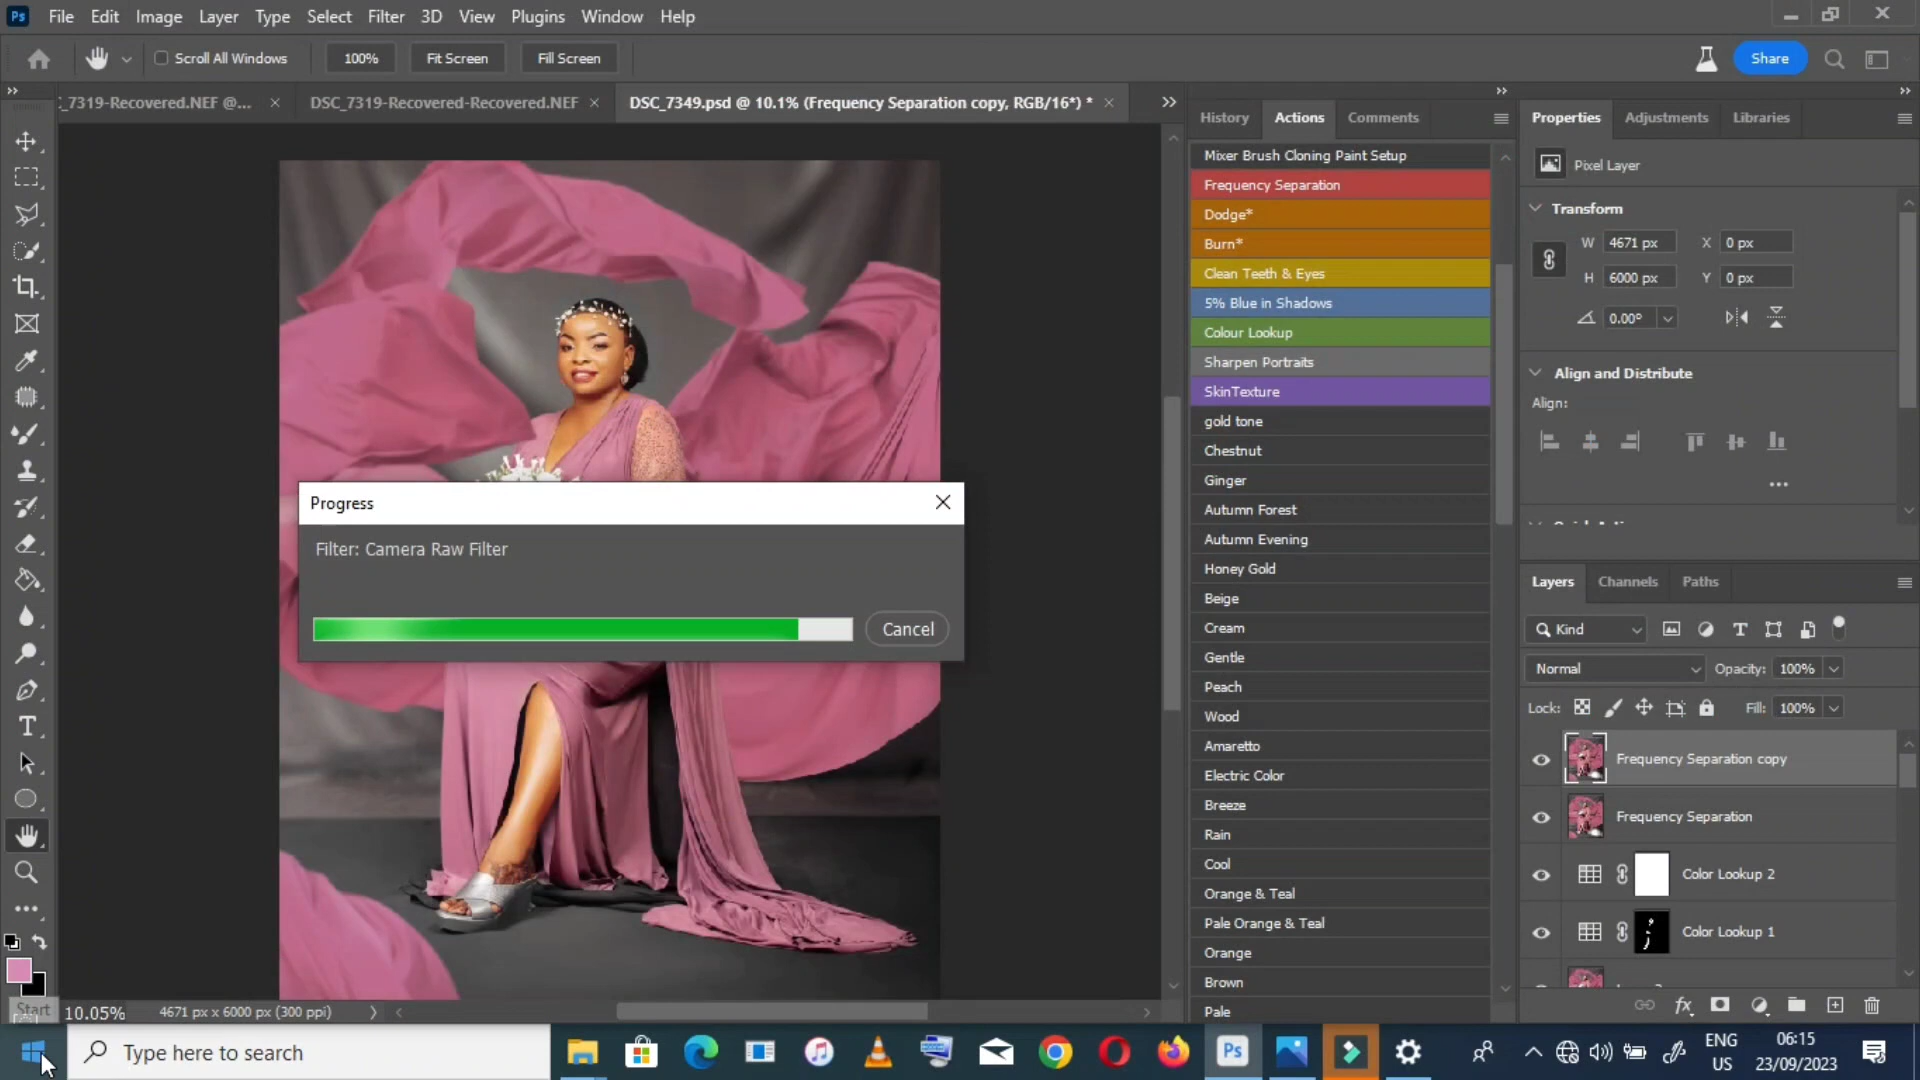 Ps File Edit Image Layer Type Select Filter 3D View Plugins Window Help
Scroll All Windows 100% Fit Screen Fill Screen Share
:_7319-Recovered.NEF @... DSC_7319-Recovered-Recovered.NEF DSC_7349.psd @ 10.1% (Frequency Separation copy, RGB/16*) *
History Actions Comments
Mixer Brush Cloning Paint Setup
Frequency Separation
Dodge*
Burn*
Clean Teeth & Eyes
5% Blue in Shadows
Colour Lookup
Sharpen Portraits
SkinTexture
gold tone
Chestnut
Ginger
Autumn Forest
Autumn Evening
Honey Gold
Beige
Cream
Gentle
Peach
Wood
Amaretto
Electric Color
Breeze
Rain
Cool
Orange & Teal
Pale Orange & Teal
Orange
Brown
Pale
Properties Adjustments Libraries
Pixel Layer
Transform
W 4671 px X 0 px
H 6000 px Y 0 px
0.00°
Align and Distribute
Align:
Progress
Filter: Camera Raw Filter
Cancel
Layers Channels Paths
Kind
Normal Opacity: 100%
Lock: Fill: 100%
Frequency Separation copy
Frequency Separation
Color Lookup 2
Color Lookup 1
Start
10.05% 4671 px x 6000 px (300 ppi)
Type here to search
Ps
ENG
US
06:15
23/09/2023